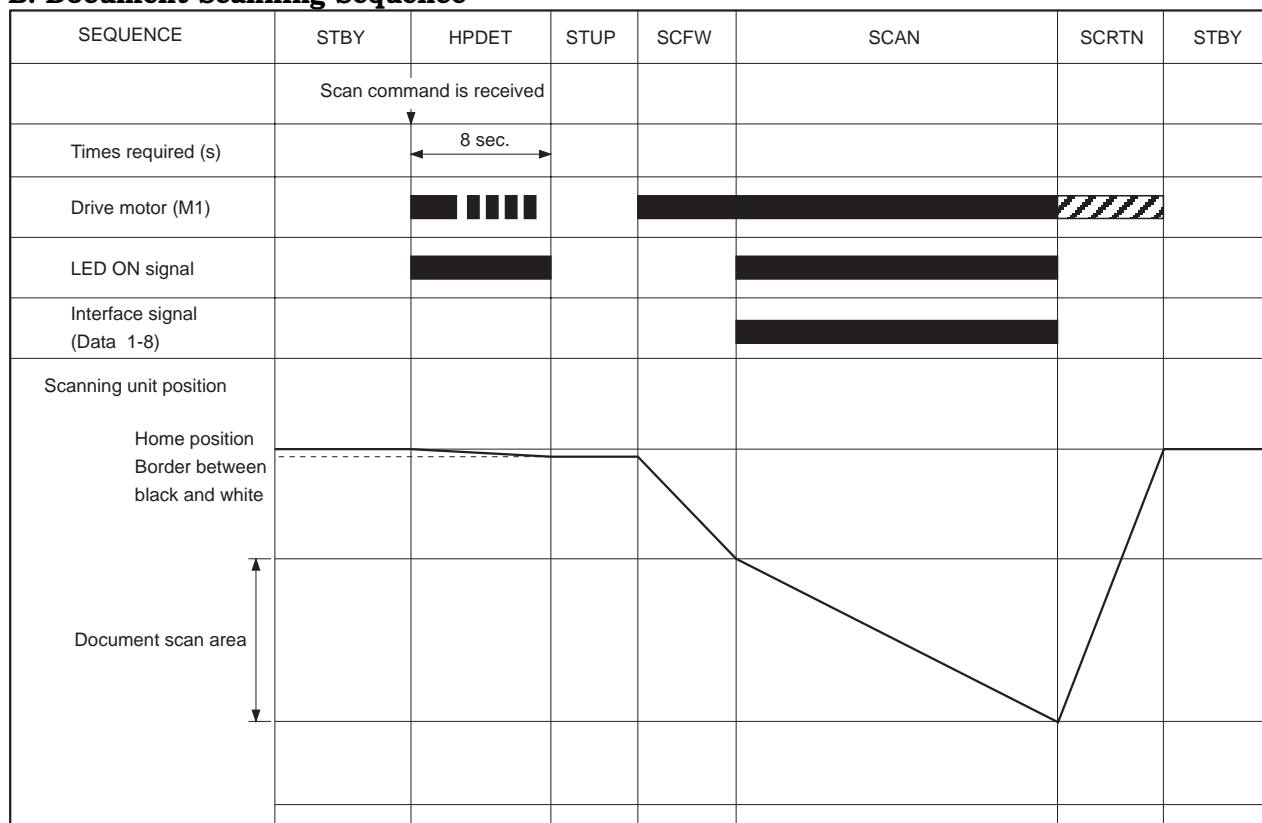 B. Document Scanning Sequence
SEQUENCE STBY HPDET STUP SCFW SCAN SCRTN STBY
Scan command is received
Times required (s) 8 sec.
Drive motor (M1)
LED ON signal
Interface signal
(Data 1-8)
Scanning unit position
Home position
Border between
black and white
Document scan area